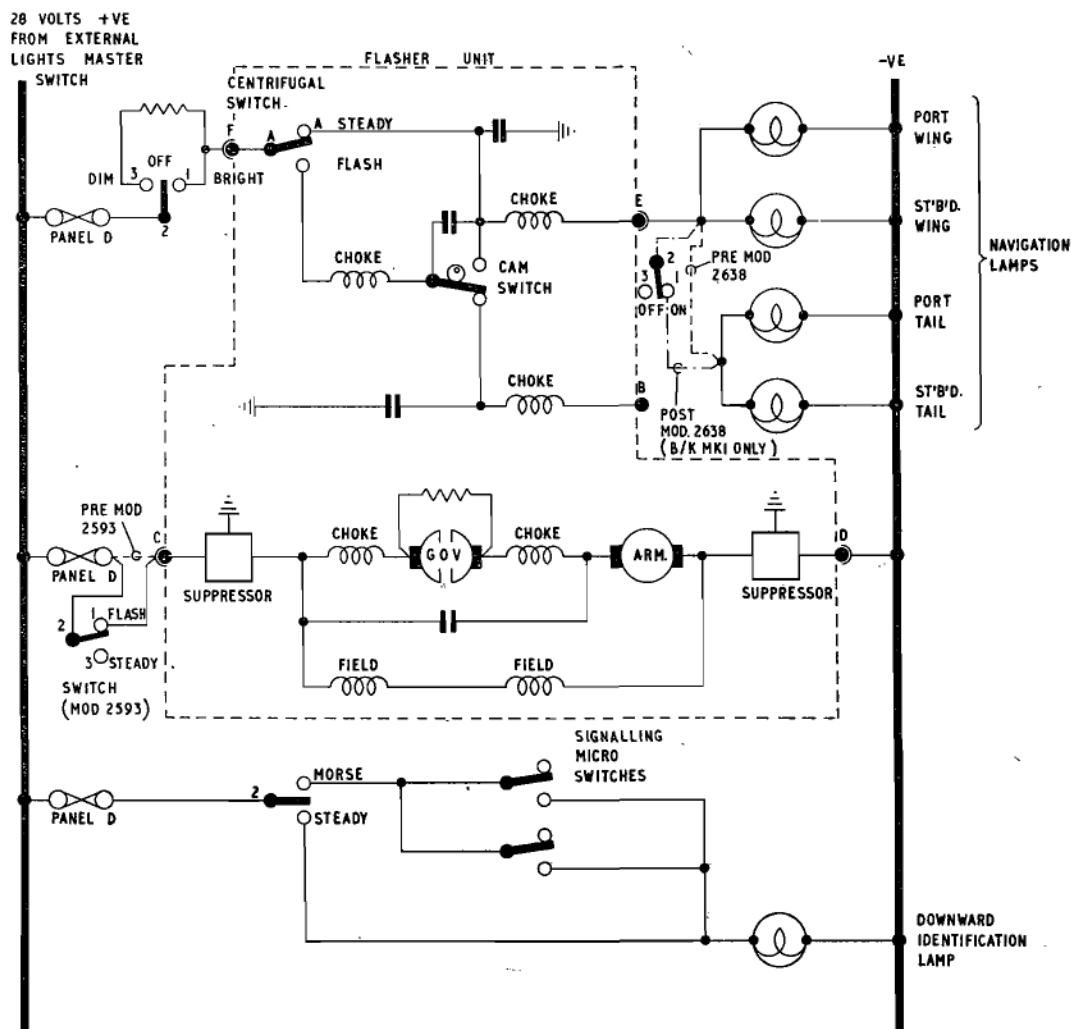 28 VOLTS +VE
FROM EXTERNAL
LIGHTS MASTER
SWITCH
FLASHER UNIT
-VE
CENTRIFUGAL
SWITCH.
F
A
A STEADY
FLASH
OFF
DIM
3
1
BRIGHT
2
PANEL D
CHOKE
CHOKE
CAM
SWITCH
E
2
3
1
OFF ON
PRE MOD
2638
PORT
WING
ST'B'D.
WING
NAVIGATION
LAMPS
PORT
TAIL
ST'B'D.
TAIL
CHOKE
B
POST
MOD. 2638
(B/K MKI ONLY)
PRE MOD
2593
C
PANEL D
SUPPRESSOR
CHOKE
GOV
CHOKE
ARM.
SUPPRESSOR
D
1 FLASH
2
3 STEADY
SWITCH
(MOD 2593)
FIELD
FIELD
SIGNALLING
MICRO
SWITCHES
MORSE
2
STEADY
PANEL D
DOWNWARD
IDENTIFICATION
LAMP